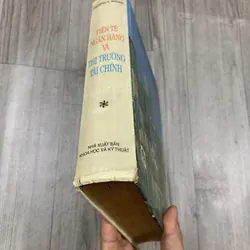 TIỀN TỆ
NGÂN HÀNG
VÀ
THỊ TRƯỜNG
TÀI CHÍNH
*
NHÀ XUẤT BẢN
KHOA HỌC VÀ KỸ THUẬT